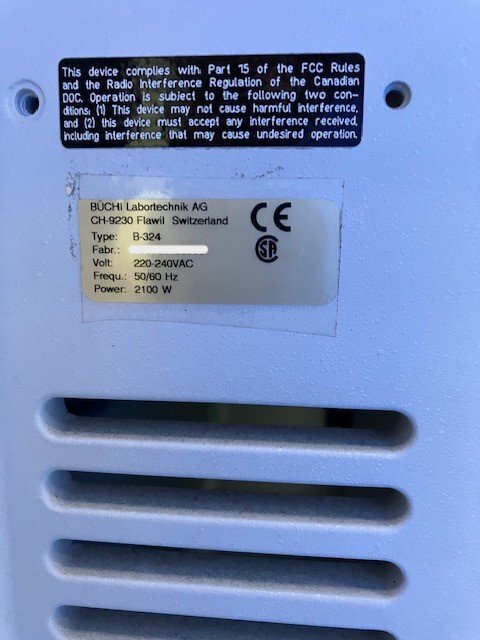 This device complies with Part 15 of the FCC Rules
and the Radio Interference Regulation of the Canadian
DOC. Operation is subject to the following two con-
ditions: (1) This device may not cause harmful interference,
and (2) this device must accept any interference received,
including interference that may cause undesired operation.
BÜCHI Labortechnik AG
CH-9230 Flawil Switzerland
CE
Type: B-324
SA
Fabr.:
Volt: 220-240VAC
Frequ.: 50/60 Hz
Power: 2100 W